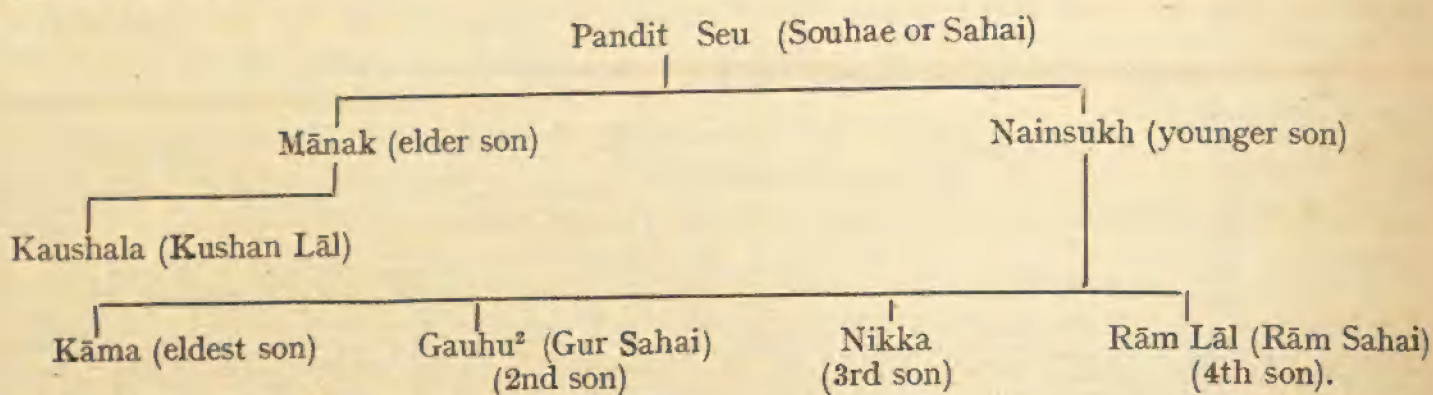 Pandit Seu (Souhae or Sahai)
Mānak (elder son)
Nainsukh (younger son)
Kaushala (Kushan Lāl)
Kāma (eldest son)
Gauhu² (Gur Sahai)
(2nd son)
Nikka
(3rd son)
Rām Lāl (Rām Sahai)
(4th son).